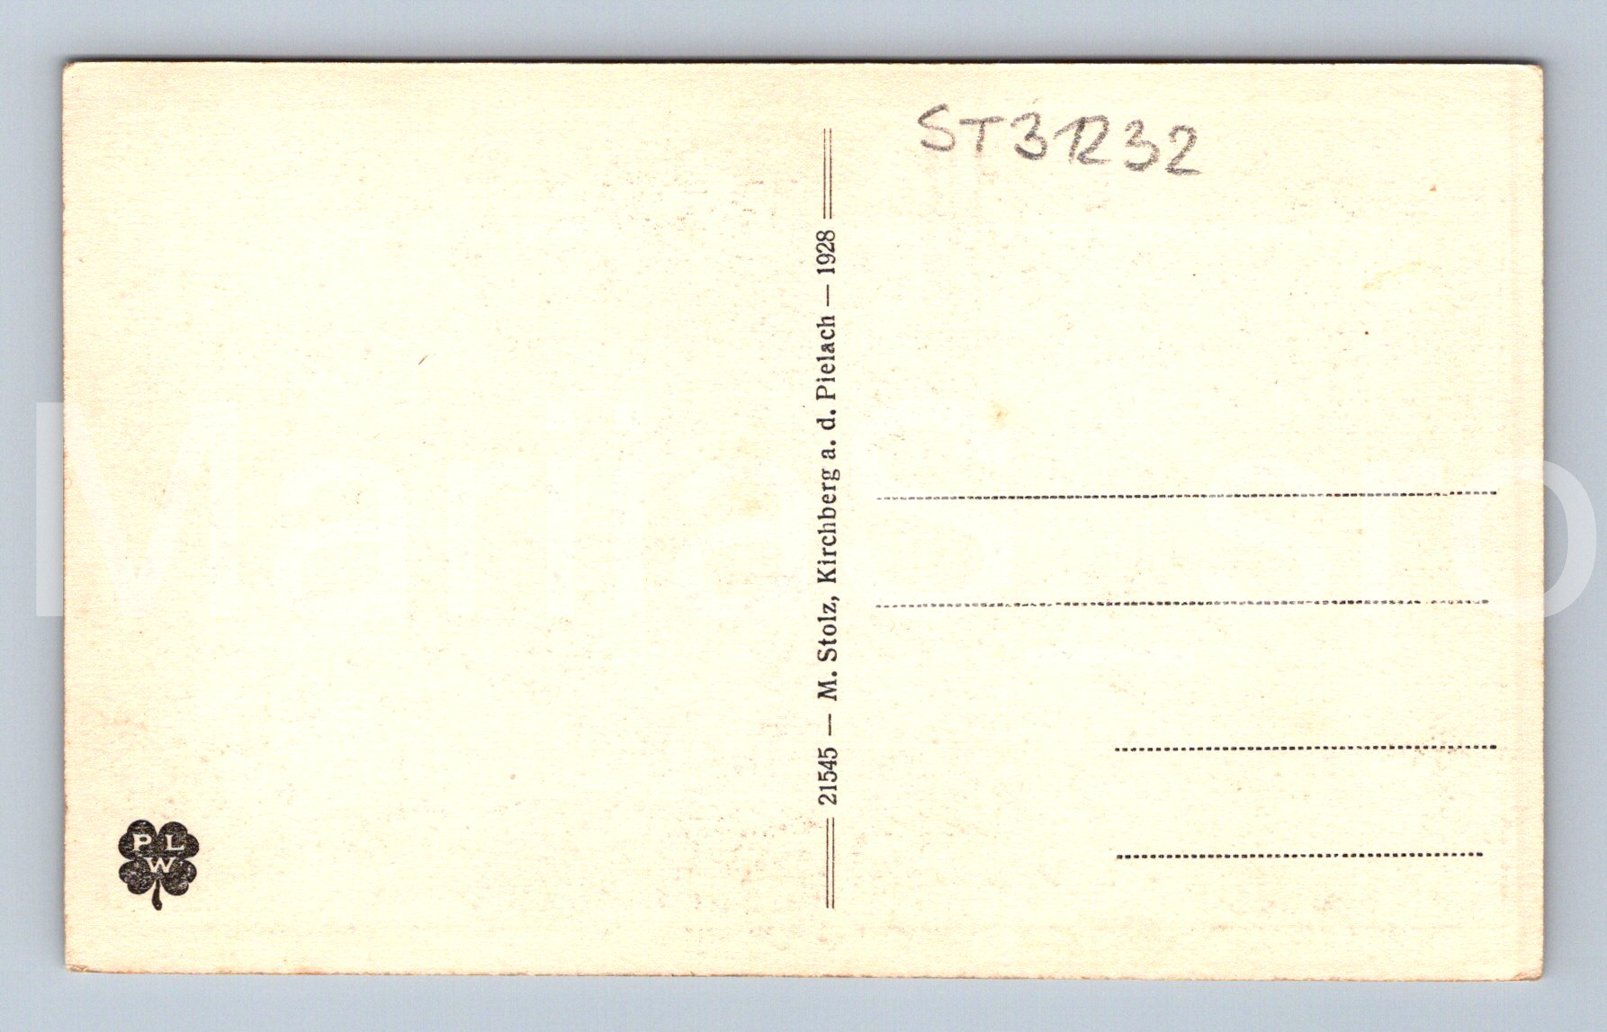 ST31232
21545 — M. Stolz, Kirchberg a. d. Pielach — 1928
P L
W